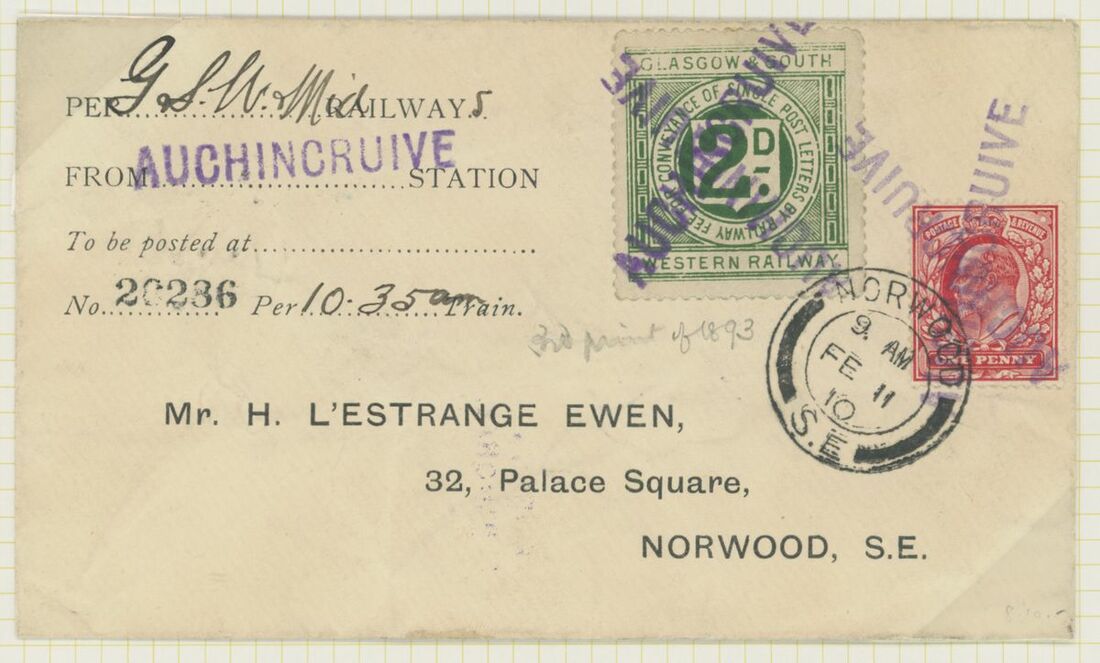 PER G. & S. W. & Mid RAILWAYS.
FROM AUCHINCRUIVE STATION
To be posted at
No. 20236 Per 10.35 am Train.
GLASGOW & SOUTH
FEE FOR CONVEYANCE OF SINGLE POST LETTERS BY RAILWAY
2D.
WESTERN RAILWAY
AUCHINCRUIVE
POSTAGE & REVENUE
ONE PENNY
NORWOOD
9. AM
FE 11
10
S.E
3rd print of 1893
Mr. H. L'ESTRANGE EWEN,
32, Palace Square,
NORWOOD, S.E.